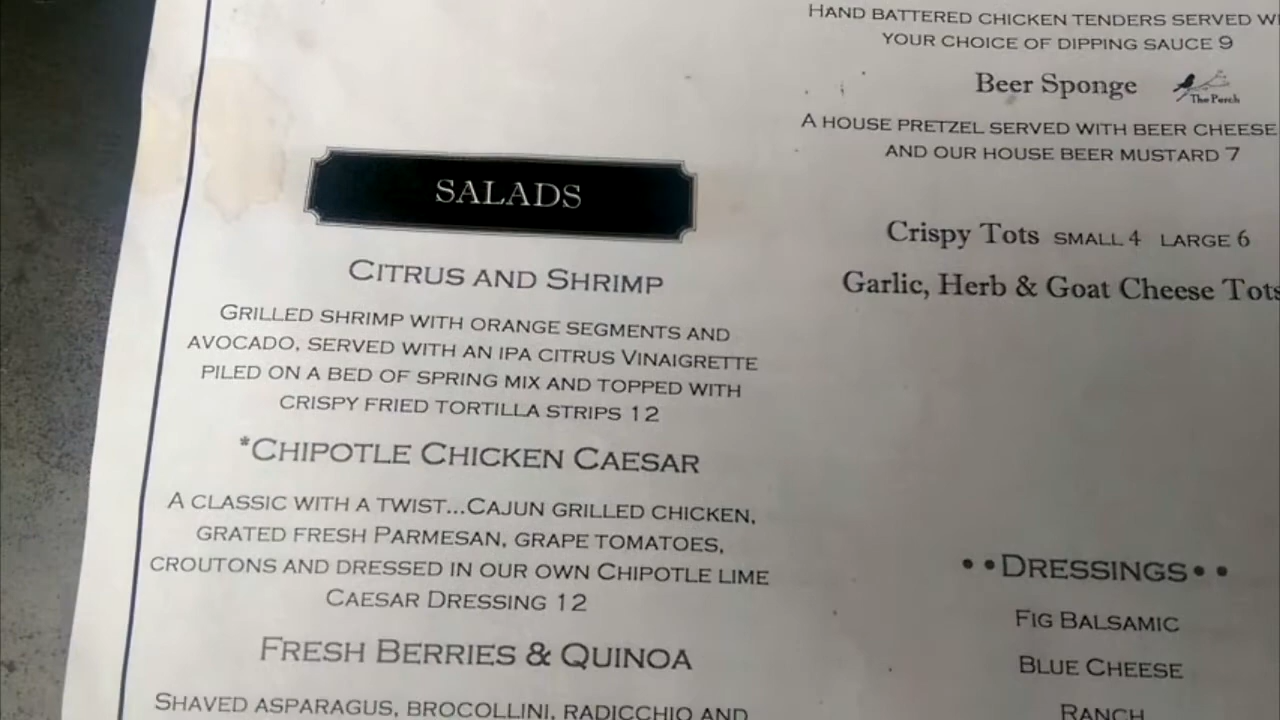 HAND BATTERED CHICKEN TENDERS SERVED
YOUR CHOICE OF DIPPING SAUCE 9
Beer Sponge
The Perch
A HOUSE PRETZEL SERVED WITH BEER CHEESE
AND OUR HOUSE BEER MUSTARD 7
Crispy Tots SMALL 4 LARGE 6
Garlic, Herb & Goat Cheese Tots
SALADS
CITRUS AND SHRIMP
GRILLED SHRIMP WITH ORANGE SEGMENTS AND
AVOCADO, SERVED WITH AN IPA CITRUS VINAIGRETTE
PILED ON A BED OF SPRING MIX AND TOPPED WITH
CRISPY FRIED TORTILLA STRIPS 12
*CHIPOTLE CHICKEN CAESAR
A CLASSIC WITH A TWIST...CAJUN GRILLED CHICKEN,
GRATED FRESH PARMESAN, GRAPE TOMATOES,
CROUTONS AND DRESSED IN OUR OWN CHIPOTLE LIME
CAESAR DRESSING 12
FRESH BERRIES & QUINOA
SHAVED ASPARAGUS, BROCOLLINI, RADICCHIO AND
••DRESSINGS••
FIG BALSAMIC
BLUE CHEESE
RANCH